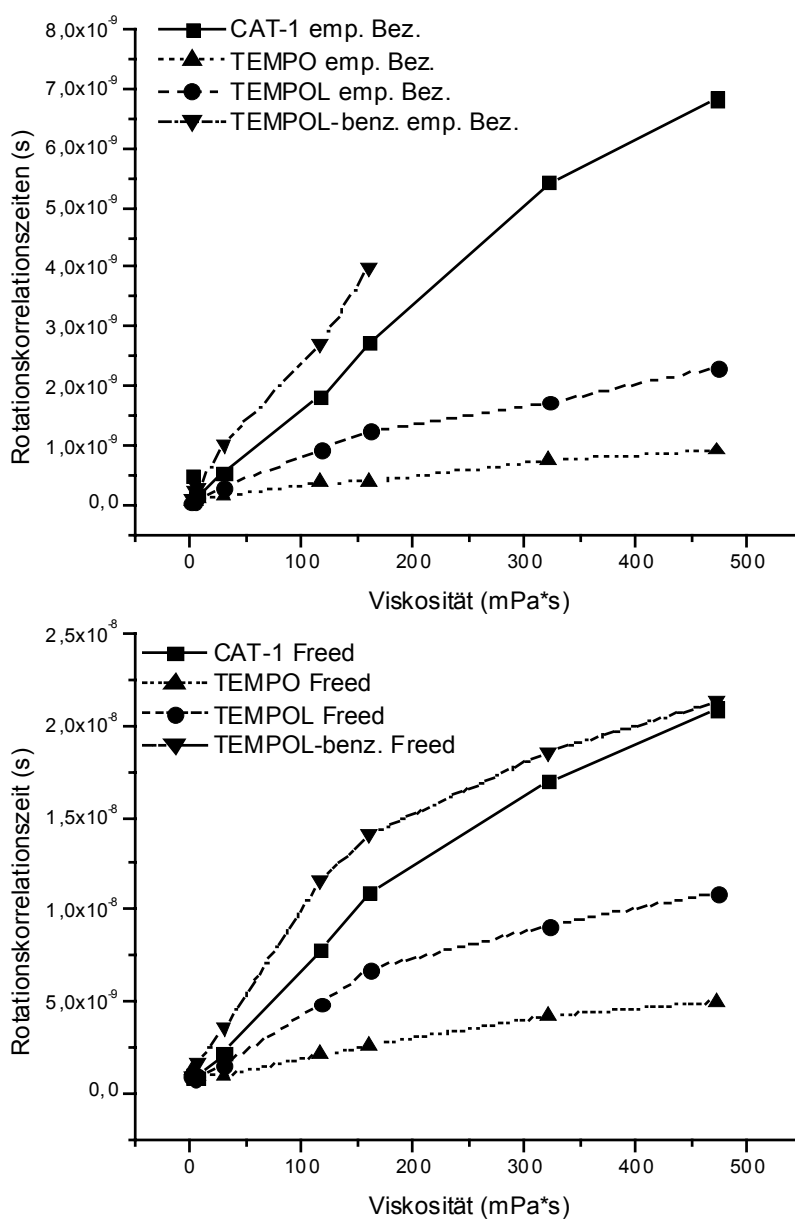 CAT-1 emp. Bez.
TEMPO emp. Bez.
TEMPOL emp. Bez.
TEMPOL-benz. emp. Bez.
Rotationskorrelationszeiten (s)
8,0x10⁻⁹
7,0x10⁻⁹
6,0x10⁻⁹
5,0x10⁻⁹
4,0x10⁻⁹
3,0x10⁻⁹
2,0x10⁻⁹
1,0x10⁻⁹
0,0
0 100 200 300 400 500
Viskosität (mPa*s)
CAT-1 Freed
TEMPO Freed
TEMPOL Freed
TEMPOL-benz. Freed
Rotationskorrelationszeit (s)
2,5x10⁻⁸
2,0x10⁻⁸
1,5x10⁻⁸
1,0x10⁻⁸
5,0x10⁻⁹
0,0
0 100 200 300 400 500
Viskosität (mPa*s)